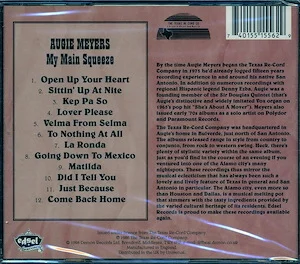 7 40155 15562 9
AUGIE MEYERS
My Main Squeeze
1 Open Up Your Heart
2 Sittin' Up At Nite
3 Kep Pa So
4 Lover Please
5 Velma From Selma
6 To Nothing At All
7 La Ronda
8 Going Down To Mexico
9 Matilda
10 Did I Tell You
11 Just Because
12 Come Back Home
By the time Augie Meyers began the Texas Re-Cord
Company in 1975 he'd already logged fifteen years
recording experience in and around his native San
Antonio. In addition to numerous recordings with
regional Hispanic legend Danny Ezba, Augie was a
founding member of the Sir Douglas Quintet (that's
Augie's distinctive and widely imitated Vox organ on
1965's pop hit "She's About A Mover"). Meyers also
issued early '70s albums as a solo artist on Polydor
and Paramount Records.
The Texas Re-Cord Company was headquartered in
Augie's home in Bulverde, just north of San Antonio.
The albums released range in style from country to
conjunto, from rock to western swing. Back then, there's
plenty of stylistic variety within the same album,
just as you'd find in the course of an evening if you
ventured into one of the Alamo city's many
nightspots. These recordings either mirror the musical
eclecticism that has always been such a
lovely and lively feature of Texas in general and San
Antonio in particular. The Alamo city, even more so
than Houston and Dallas, is a musical melting pot
that simmers with the tasty ingredients provided by
the varied cultural heritage of its residents. Edsel
Records is proud to make these recordings available
again.
Edsel